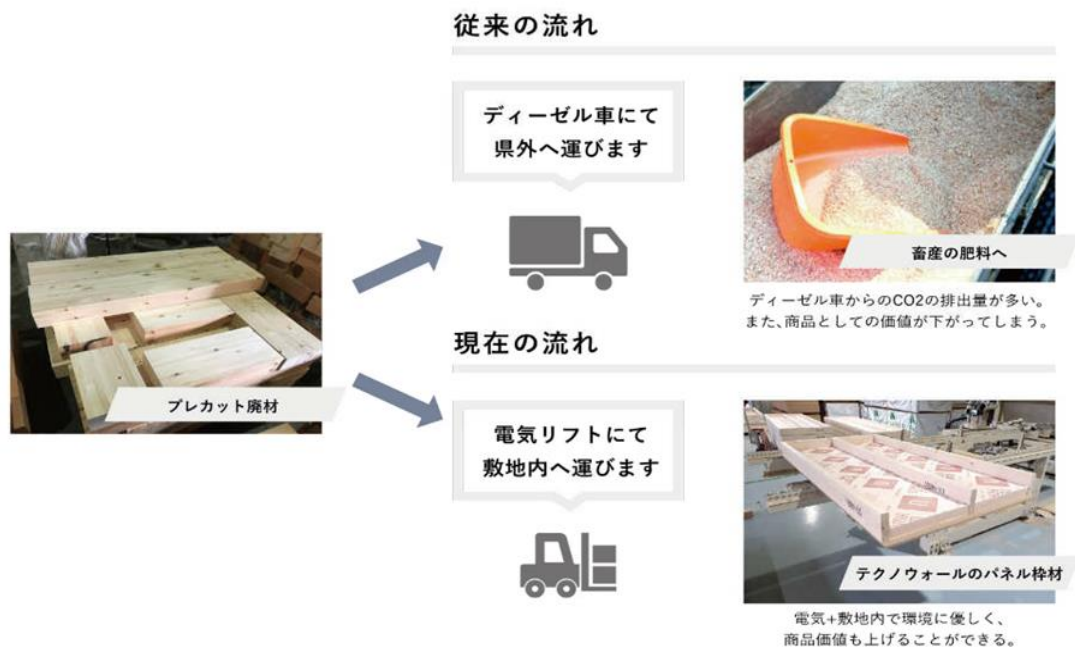 従来の流れ
ディーゼル車にて
県外へ運びます
畜産の肥料へ
ディーゼル車からのCO2の排出量が多い。
また、商品としての価値が下がってしまう。
プレカット廃材
現在の流れ
電気リフトにて
敷地内へ運びます
テクノウォールのパネル枠材
電気+敷地内で環境に優しく、
商品価値も上げることができる。